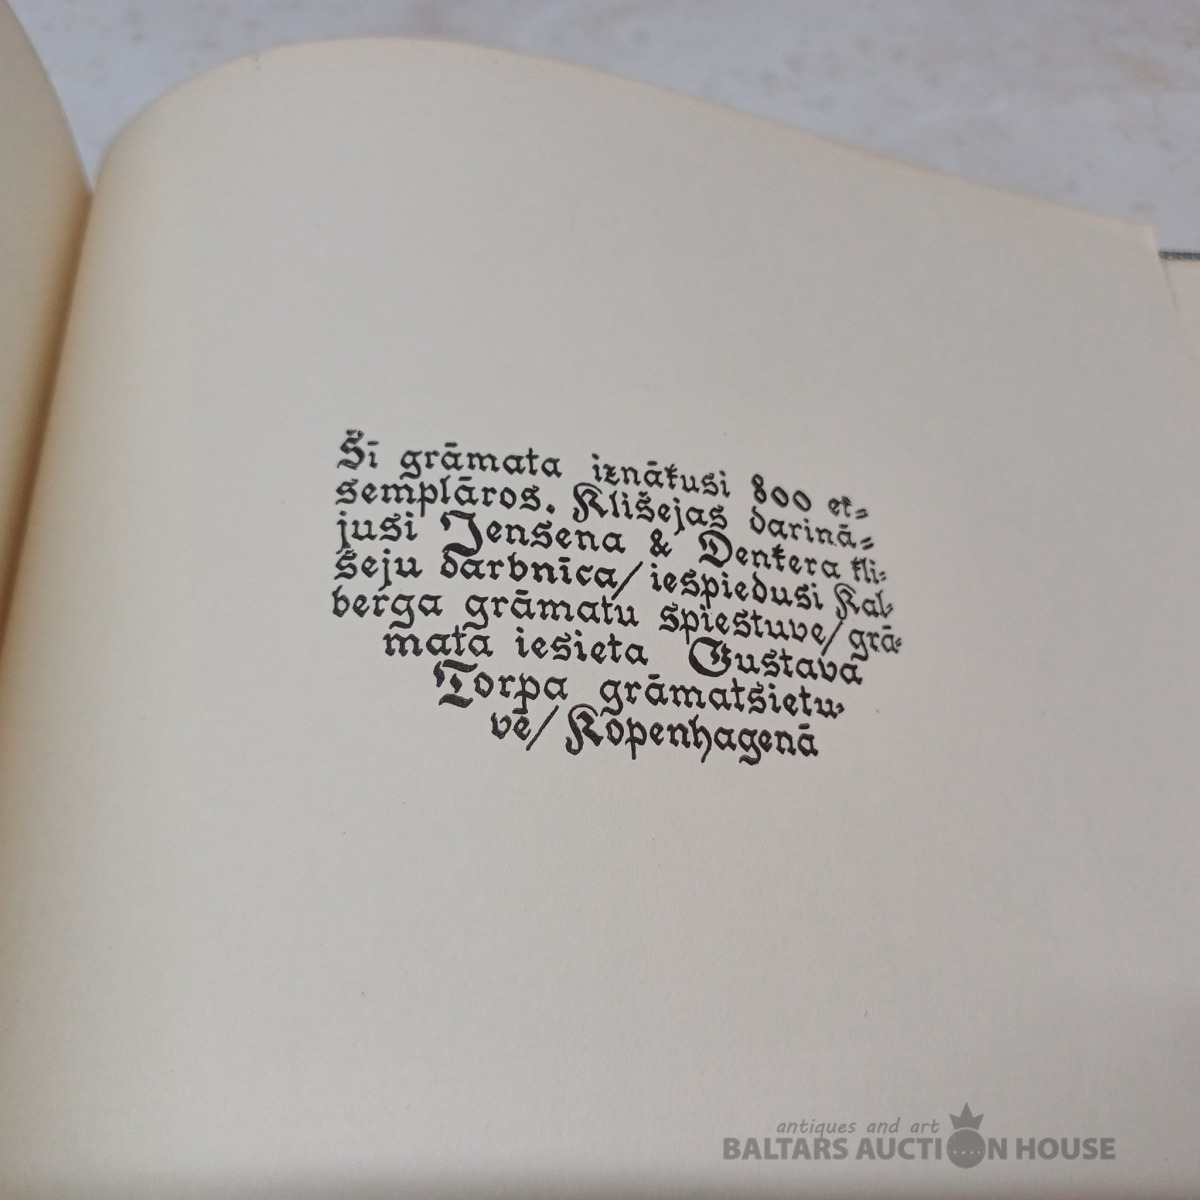 Šī grāmata iznākusi 800 ek=
semplāros. Klišejas darinā=
jusi Jensena & Denkera kli=
šeju darbnīca/ iespiedusi Kal=
berga grāmatu spiestuve/ grā=
mata iesieta Gustava
Torpa grāmatsietu=
vē/ Kopenhagenā
antiques and art
BALTARS AUCTION HOUSE